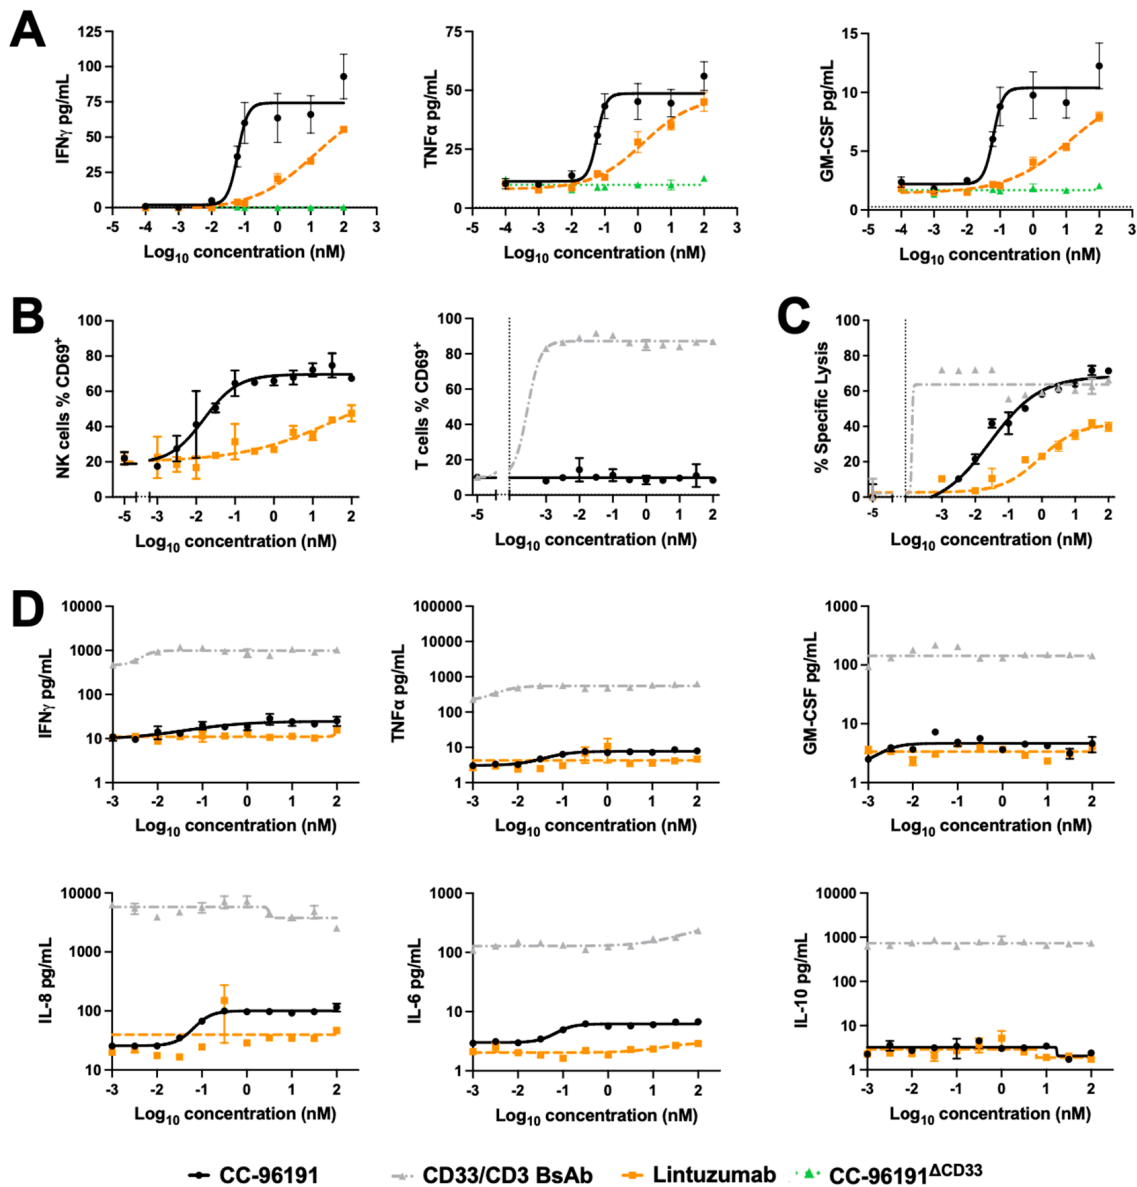 A
IFNγ pg/mL
125
100
75
50
25
0
-5 -4 -3 -2 -1 0 1 2 3
Log10 concentration (nM)
TNFα pg/mL
75
50
25
0
-5 -4 -3 -2 -1 0 1 2 3
Log10 concentration (nM)
GM-CSF pg/mL
15
10
5
0
-5 -4 -3 -2 -1 0 1 2 3
Log10 concentration (nM)
B
NK cells % CD69+
100
80
60
40
20
0
-5 -3 -2 -1 0 1 2
Log10 concentration (nM)
T cells % CD69+
100
80
60
40
20
0
-5 -3 -2 -1 0 1 2
Log10 concentration (nM)
C
% Specific Lysis
100
80
60
40
20
0
-5 -3 -2 -1 0 1 2
Log10 concentration (nM)
D
IFNγ pg/mL
10000
1000
100
10
1
-3 -2 -1 0 1 2
Log10 concentration (nM)
TNFα pg/mL
100000
10000
1000
100
10
1
-3 -2 -1 0 1 2
Log10 concentration (nM)
GM-CSF pg/mL
1000
100
10
1
-3 -2 -1 0 1 2
Log10 concentration (nM)
IL-8 pg/mL
10000
1000
100
10
-3 -2 -1 0 1 2
Log10 concentration (nM)
IL-6 pg/mL
1000
100
10
1
-3 -2 -1 0 1 2
Log10 concentration (nM)
IL-10 pg/mL
10000
1000
100
10
1
-3 -2 -1 0 1 2
Log10 concentration (nM)
CC-96191 CD33/CD3 BsAb Lintuzumab CC-96191ΔCD33